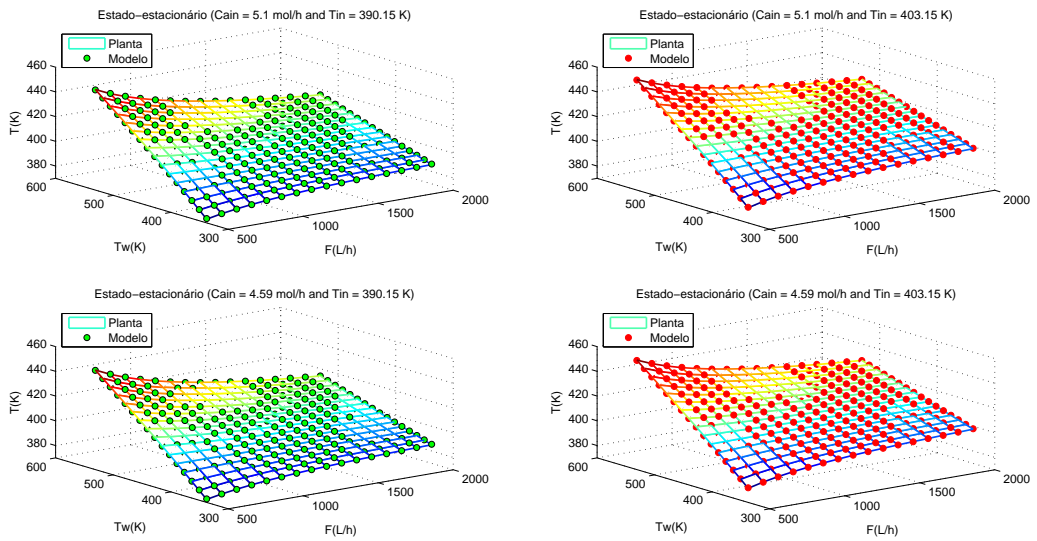 Estado−estacionário (Cain = 5.1 mol/h and Tin = 390.15 K)
Planta
Modelo
460
440
420
400
380
T(K)
600
500
400
300
Tw(K)
500
1000
1500
2000
F(L/h)
Estado−estacionário (Cain = 5.1 mol/h and Tin = 403.15 K)
Planta
Modelo
460
440
420
400
380
T(K)
600
500
400
300
Tw(K)
500
1000
1500
2000
F(L/h)
Estado−estacionário (Cain = 4.59 mol/h and Tin = 390.15 K)
Planta
Modelo
460
440
420
400
380
T(K)
600
500
400
300
Tw(K)
500
1000
1500
2000
F(L/h)
Estado−estacionário (Cain = 4.59 mol/h and Tin = 403.15 K)
Planta
Modelo
460
440
420
400
380
T(K)
600
500
400
300
Tw(K)
500
1000
1500
2000
F(L/h)